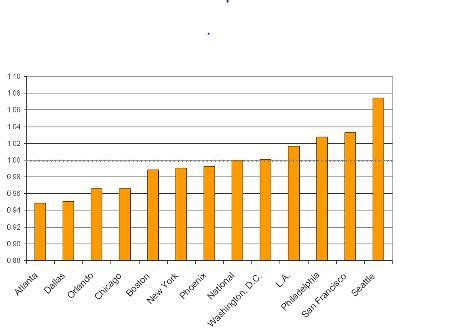 1.10
1.08
1.06
1.04
1.02
1.00
0.98
0.96
0.94
0.92
0.90
0.88
Atlanta
Dallas
Orlando
Chicago
Boston
New York
Phoenix
National
Washington, D.C.
L.A.
Philadelphia
San Francisco
Seattle